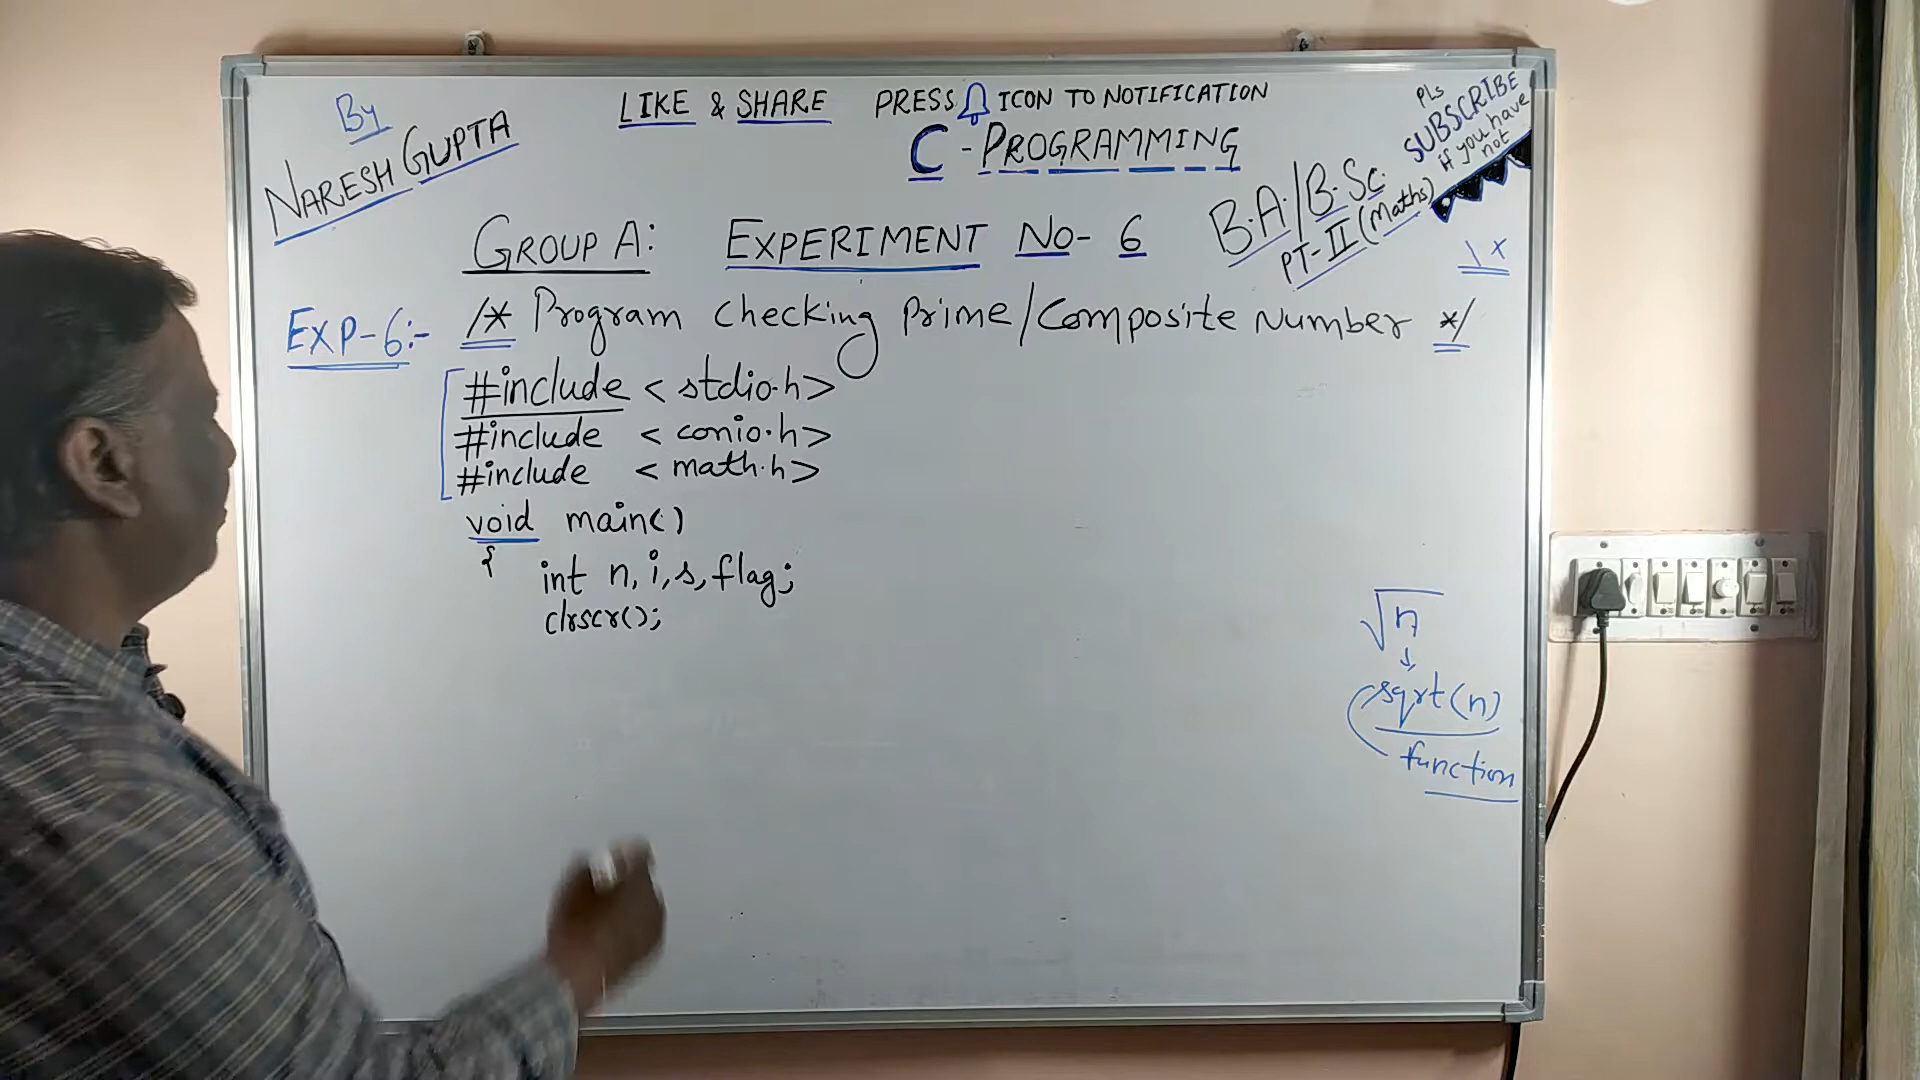 By
NARESH GUPTA
LIKE & SHARE PRESS ICON TO NOTIFICATION
C - PROGRAMMING
PLS
SUBSCRIBE
if you have
not
B.A./B.Sc.
PT-II (Maths)
GROUP A: EXPERIMENT NO- 6
\ *
EXP-6:- /* Program Checking Prime/Composite Number */
#include < stdio.h>
#include < conio.h>
#include < math.h>
void main()
{
int n, i, s, flag;
clrscr();
√n
↓
sqrt(n)
function